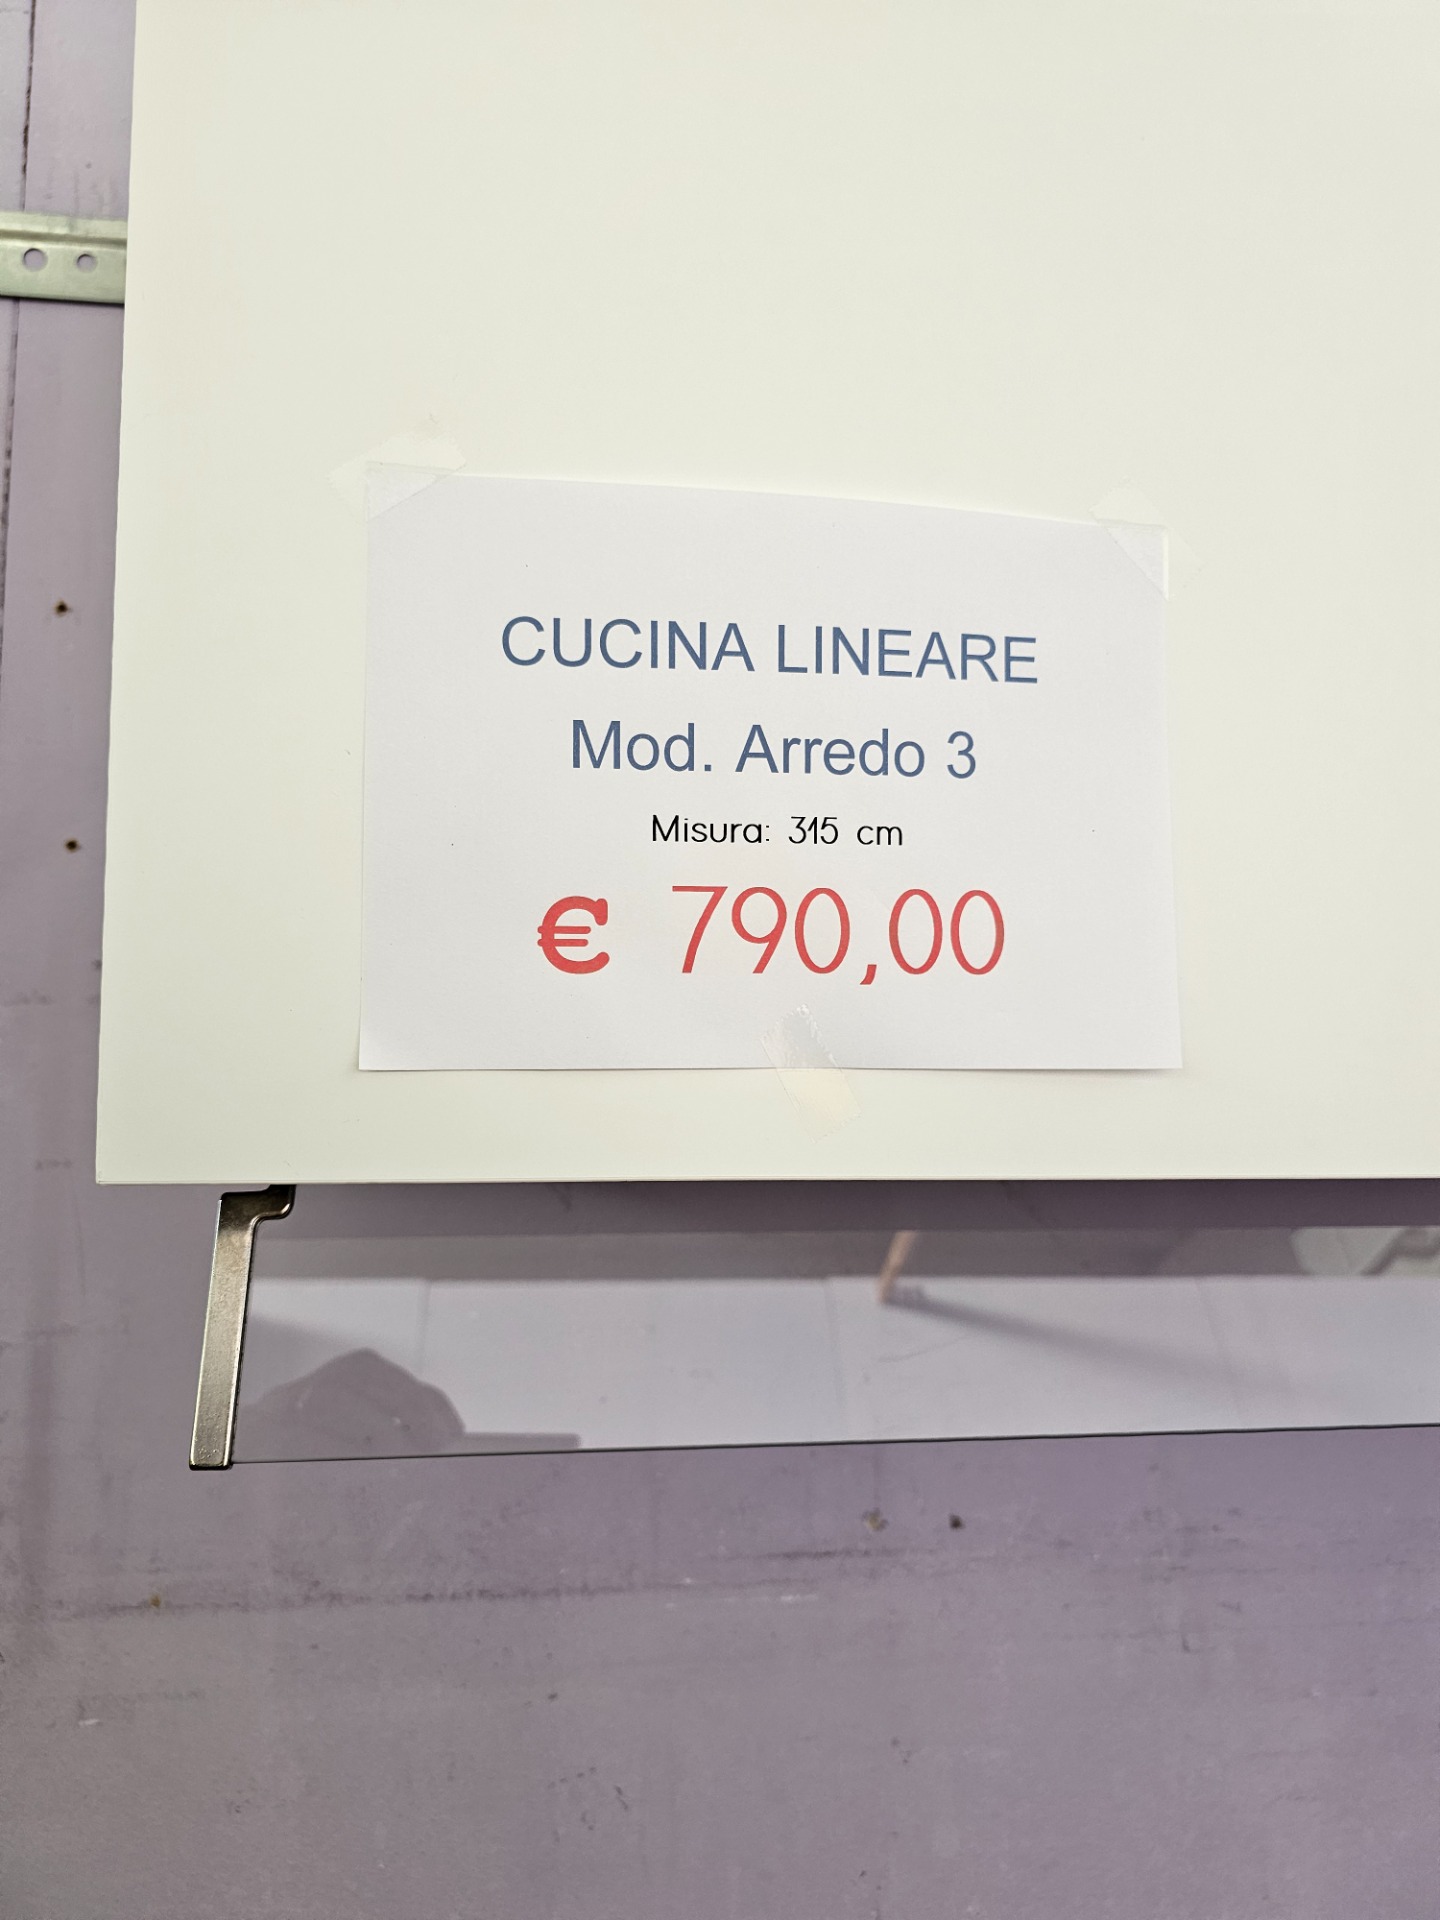 CUCINA LINEARE
Mod. Arredo 3
Misura: 315 cm
€ 790,00